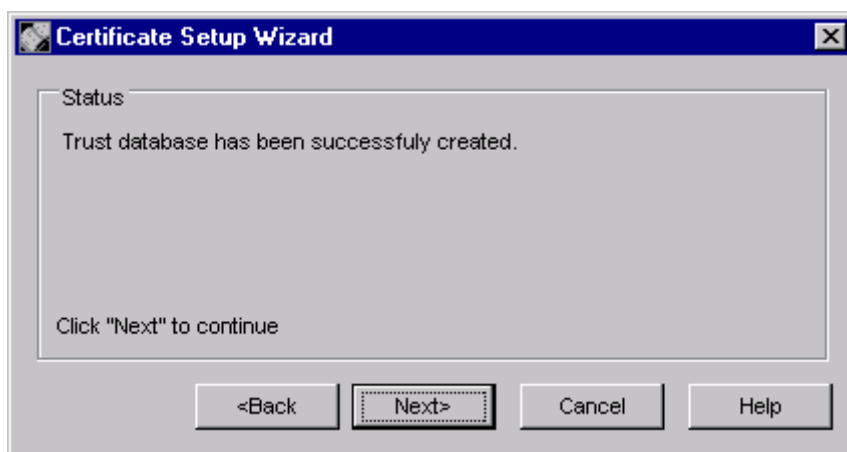 Certificate Setup Wizard
Status
Trust database has been successfuly created.
Click "Next" to continue
<Back
Next>
Cancel
Help